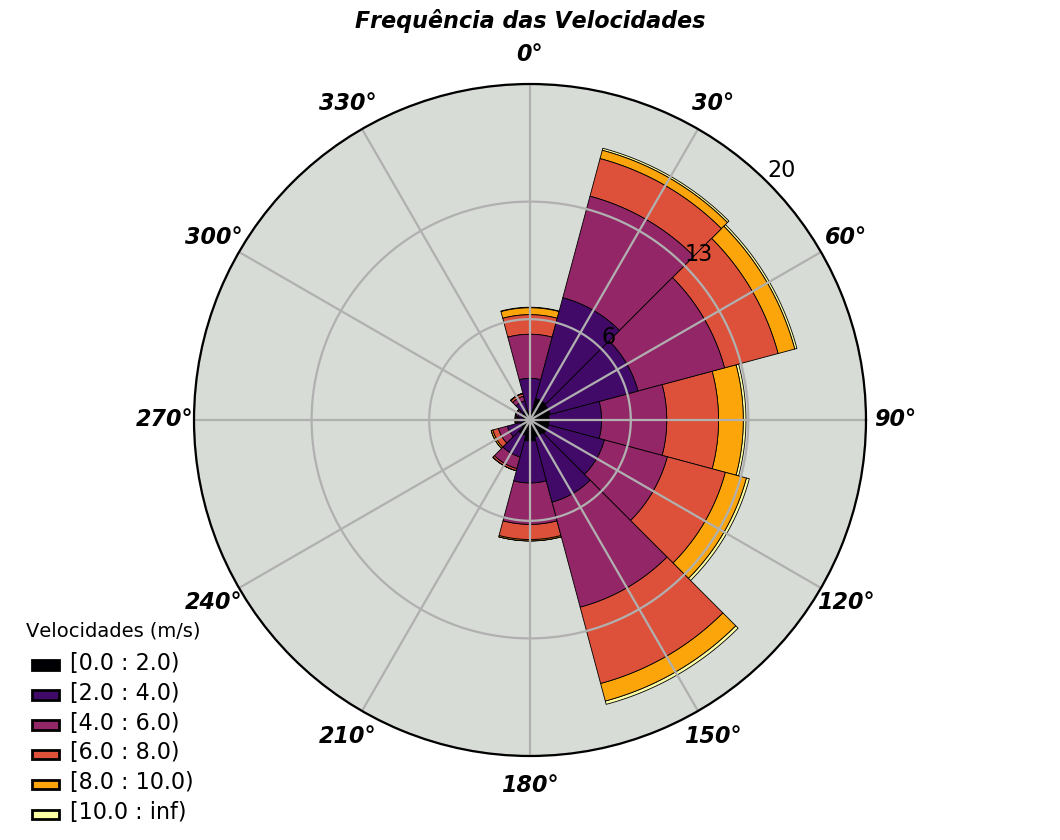 Frequência das Velocidades
0°
330°
30°
20
300°
60°
13
6
270°
90°
240°
120°
210°
150°
180°
Velocidades (m/s)
[0.0 : 2.0)
[2.0 : 4.0)
[4.0 : 6.0)
[6.0 : 8.0)
[8.0 : 10.0)
[10.0 : inf)